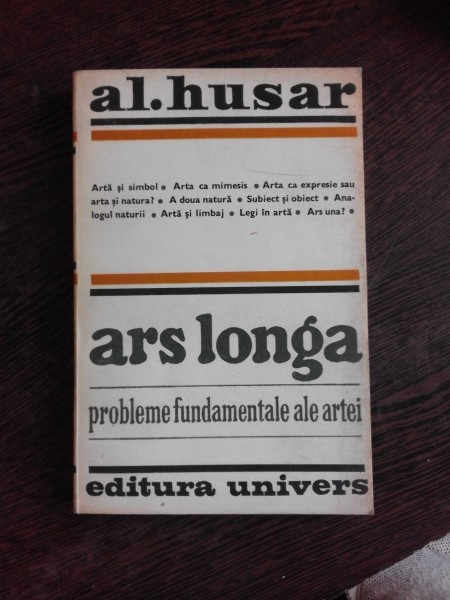 al.husar
Artă și simbol • Arta ca mimesis • Arta ca expresie sau
arta și natura? • A doua natură • Subiect și obiect • Ana-
logul naturii • Artă și limbaj • Legi în artă • Ars una? •
ars longa
probleme fundamentale ale artei
editura univers